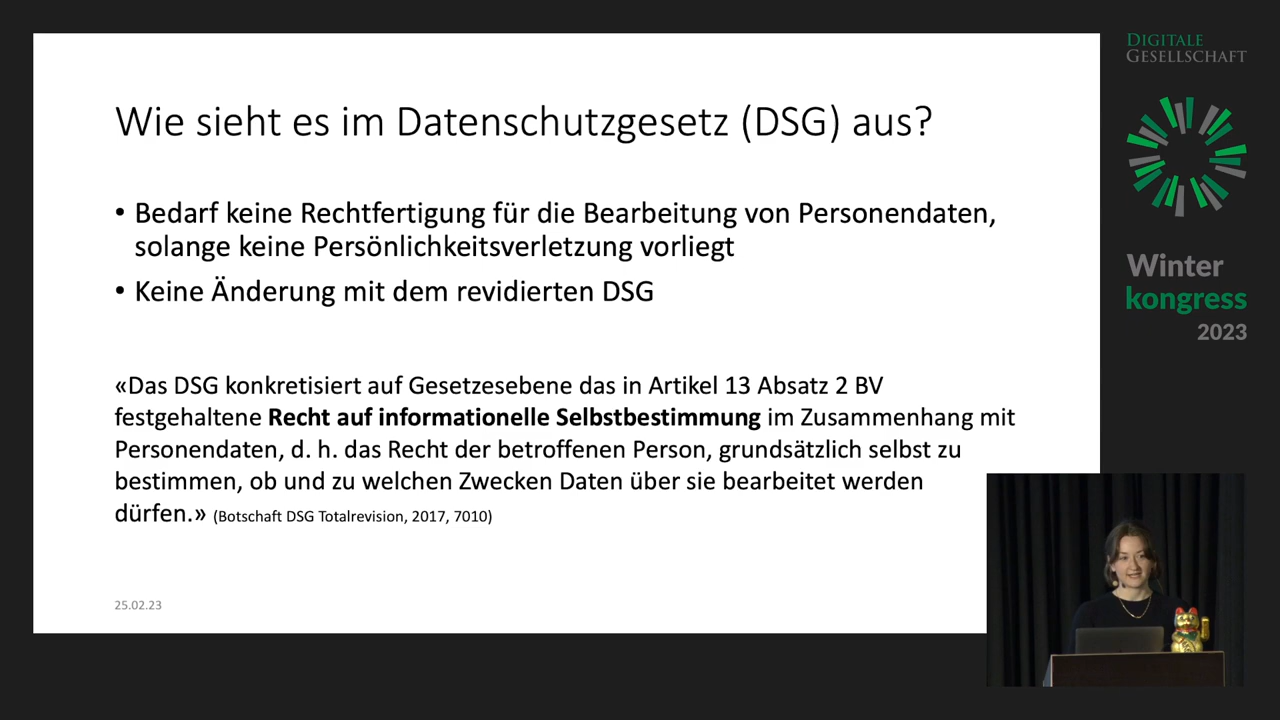 Wie sieht es im Datenschutzgesetz (DSG) aus?
• Bedarf keine Rechtfertigung für die Bearbeitung von Personendaten,
solange keine Persönlichkeitsverletzung vorliegt
• Keine Änderung mit dem revidierten DSG
«Das DSG konkretisiert auf Gesetzesebene das in Artikel 13 Absatz 2 BV
festgehaltene Recht auf informationelle Selbstbestimmung im Zusammenhang mit
Personendaten, d. h. das Recht der betroffenen Person, grundsätzlich selbst zu
bestimmen, ob und zu welchen Zwecken Daten über sie bearbeitet werden
dürfen.» (Botschaft DSG Totalrevision, 2017, 7010)
25.02.23
DIGITALE
GESELLSCHAFT
Winter
kongress
2023